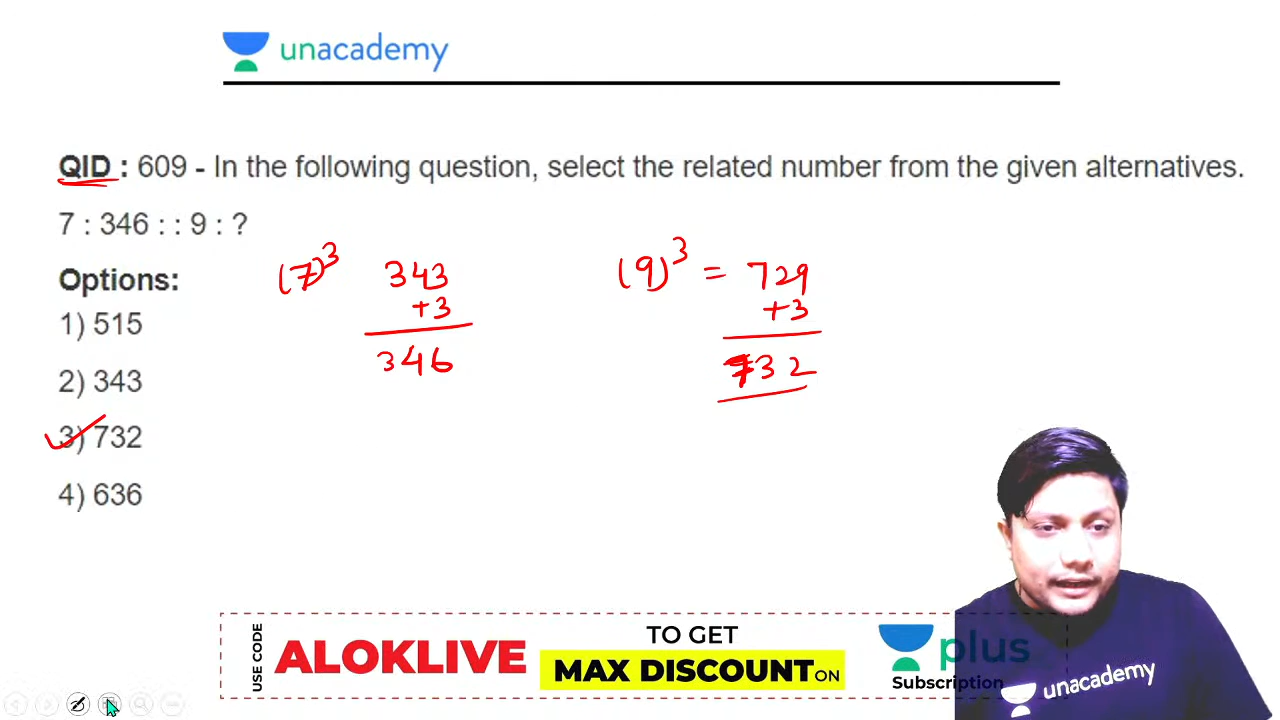 unacademy
QID : 609 - In the following question, select the related number from the given alternatives.
7 : 346 : : 9 : ?
Options:
1) 515
2) 343
3) 732
4) 636
(7)³ 343
+3
346
(9)³ = 729
+3
732
USE CODE
ALOKLIVE
TO GET
MAX DISCOUNT ON
plus
Subscription
unacademy